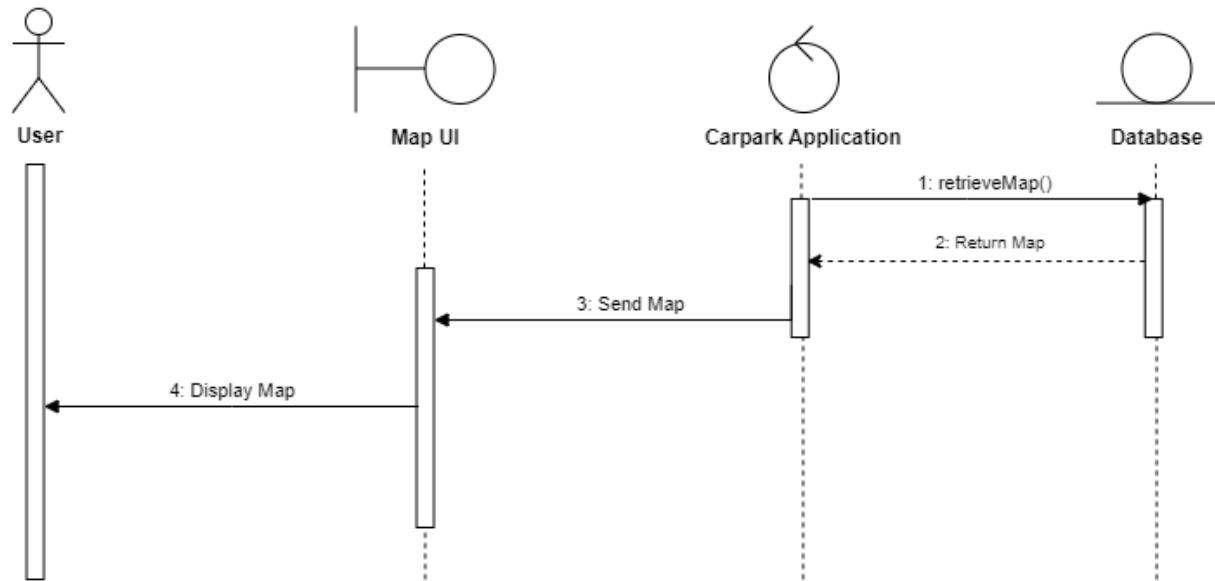 User
Map UI
Carpark Application
Database
1: retrieveMap()
2: Return Map
3: Send Map
4: Display Map